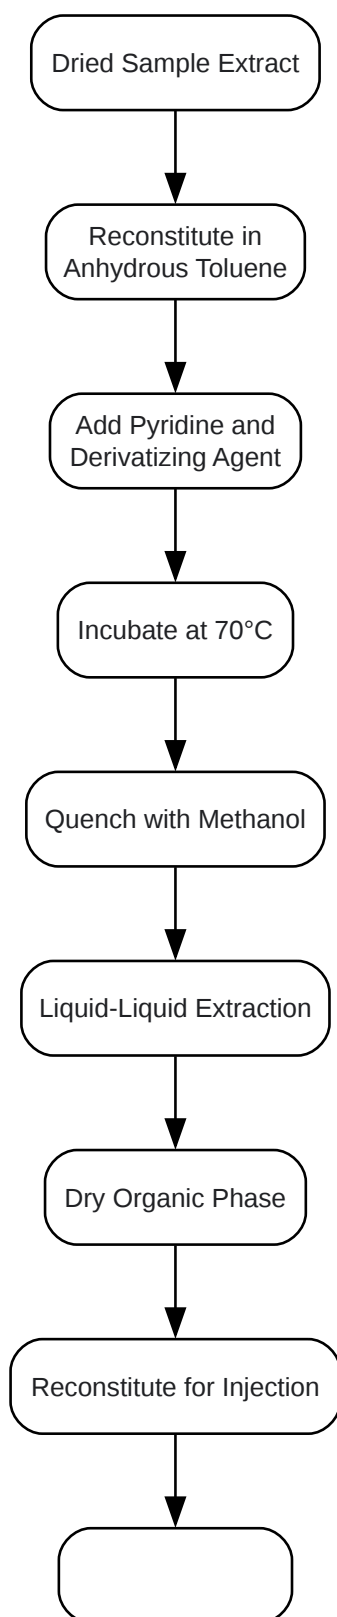 Dried Sample Extract
Reconstitute in
Anhydrous Toluene
Add Pyridine and
Derivatizing Agent
Incubate at 70°C
Quench with Methanol
Liquid-Liquid Extraction
Dry Organic Phase
Reconstitute for Injection